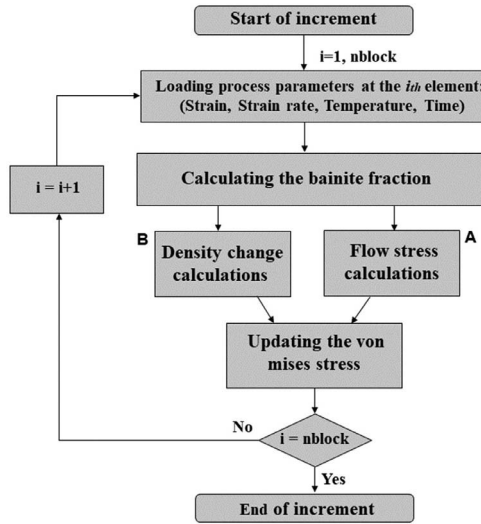 Start of increment
i=1, nblock
Loading process parameters at the ith element:
(Strain, Strain rate, Temperature, Time)
i = i+1
Calculating the bainite fraction
B
A
Density change
calculations
Flow stress
calculations
Updating the von
mises stress
No
i = nblock
Yes
End of increment